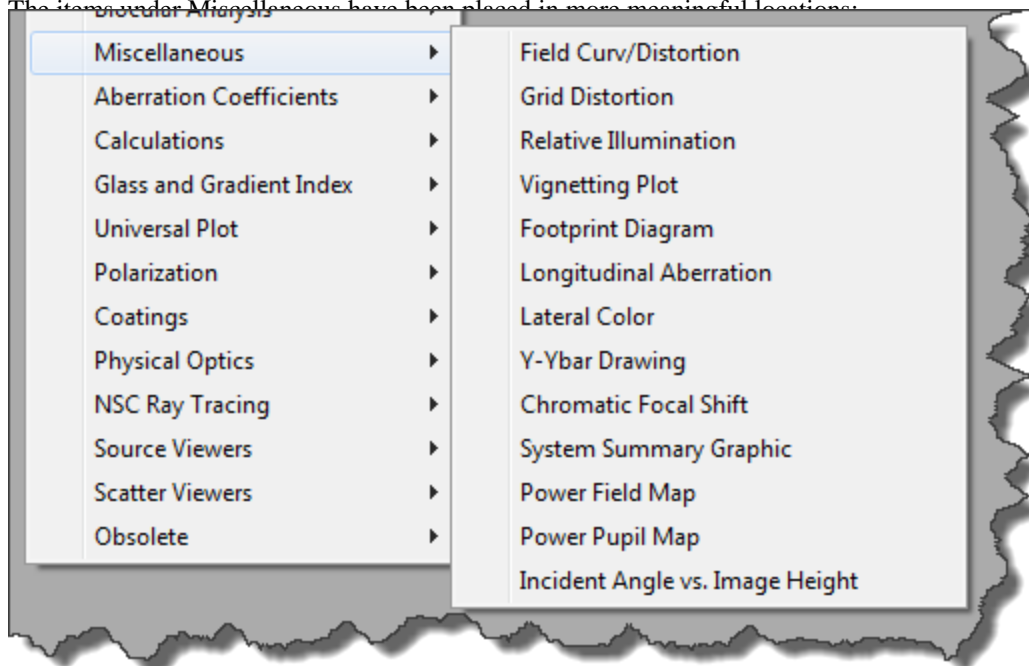 The items under Miscellaneous have been placed in more meaningful locations:
Biocular Analysis
Miscellaneous
Aberration Coefficients
Calculations
Glass and Gradient Index
Universal Plot
Polarization
Coatings
Physical Optics
NSC Ray Tracing
Source Viewers
Scatter Viewers
Obsolete
Field Curv/Distortion
Grid Distortion
Relative Illumination
Vignetting Plot
Footprint Diagram
Longitudinal Aberration
Lateral Color
Y-Ybar Drawing
Chromatic Focal Shift
System Summary Graphic
Power Field Map
Power Pupil Map
Incident Angle vs. Image Height